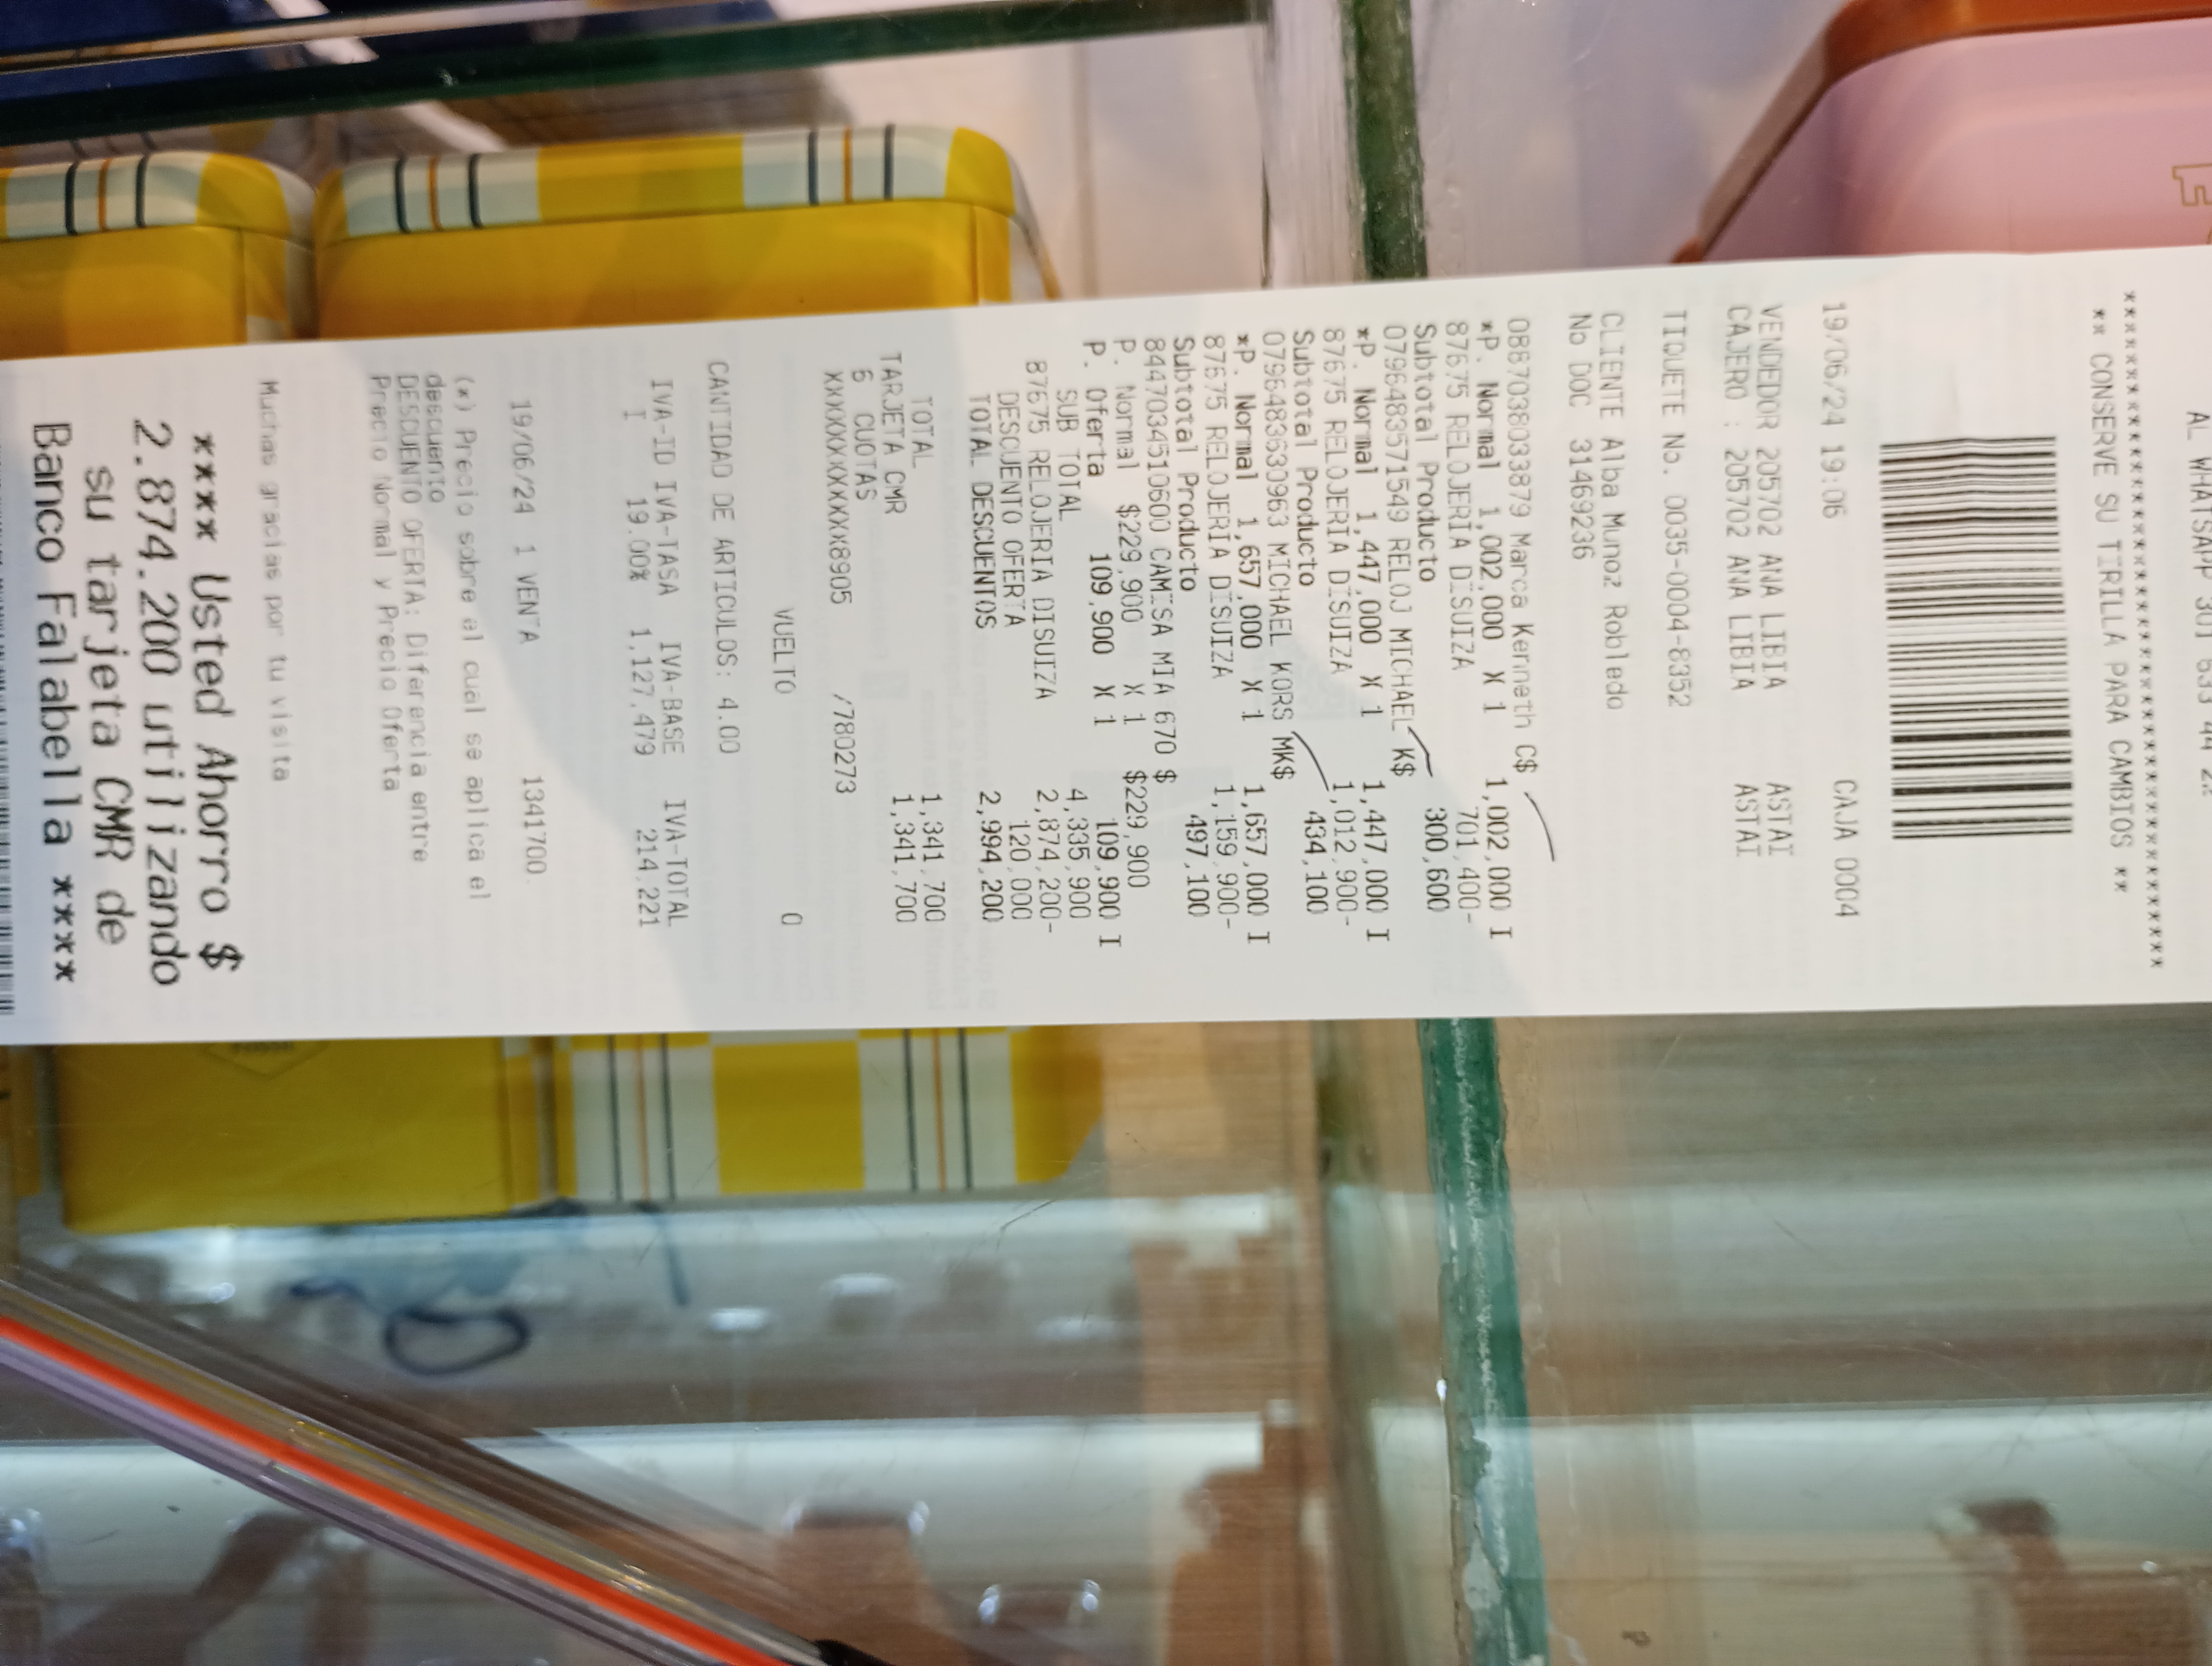 AL WHATSAPP 301
*************************************
** CONSERVE SU TIRILLA PARA CAMBIOS **
19/06/24 19:06 CAJA 0004
VENDEDOR 205702 ANA LIBIA ASTAI
CAJERO : 205702 ANA LIBIA ASTAI
TIQUETE No. 0035-0004-8352
CLIENTE Alba Munoz Robledo
No DOC 31469236
0867038033879 Marca Kenneth C$
*P. Normal 1,002,000 X 1 1,002,000 I
87675 RELOJERIA DISUIZA 701,400-
Subtotal Producto 300,600
0796483571549 RELOJ MICHAEL K$
*P. Normal 1,447,000 X 1 1,447,000 I
87675 RELOJERIA DISUIZA 1,012,900-
Subtotal Producto 434,100
0796483630963 MICHAEL KORS MK$
*P. Normal 1,657,000 X 1 1,657,000 I
87675 RELOJERIA DISUIZA 1,159,900-
Subtotal Producto 497,100
8447034510600 CAMISA MIA 670 $
P. Normal $229,900 X 1 $229,900
P. Oferta 109,900 X 1 109,900 I
SUB TOTAL 4,335,900
87675 RELOJERIA DISUIZA 2,874,200-
DESCUENTO OFERTA 120,000
TOTAL DESCUENTOS 2,994,200
TOTAL 1,341,700
TARJETA CMR 1,341,700
6 CUOTAS
XXXXXXXXXXXX8905 /780273
VUELTO 0
CANTIDAD DE ARTICULOS: 4.00
IVA-ID IVA-TASA IVA-BASE IVA-TOTAL
I 19.00% 1,127,479 214,221
19/06/24 1 VENTA 1341700.
(*) Precio sobre el cual se aplica el
descuento
DESCUENTO OFERTA: Diferencia entre
Precio Normal y Precio Oferta
Muchas gracias por tu visita
**** Usted Ahorro $
2.874.200 utilizando
su tarjeta CMR de
Banco Falabella ****